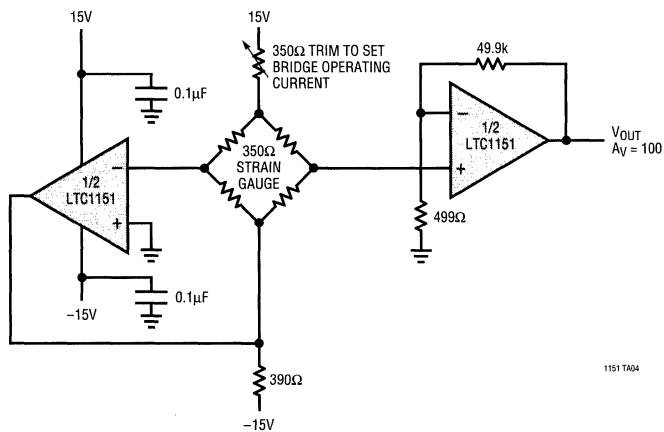 15V
0.1µF
1/2
LTC1151
−
+
0.1µF
−15V
15V
350Ω TRIM TO SET
BRIDGE OPERATING
CURRENT
350Ω
STRAIN
GAUGE
390Ω
−15V
49.9k
−
+
1/2
LTC1151
499Ω
VOUT
AV = 100
1151 TA04